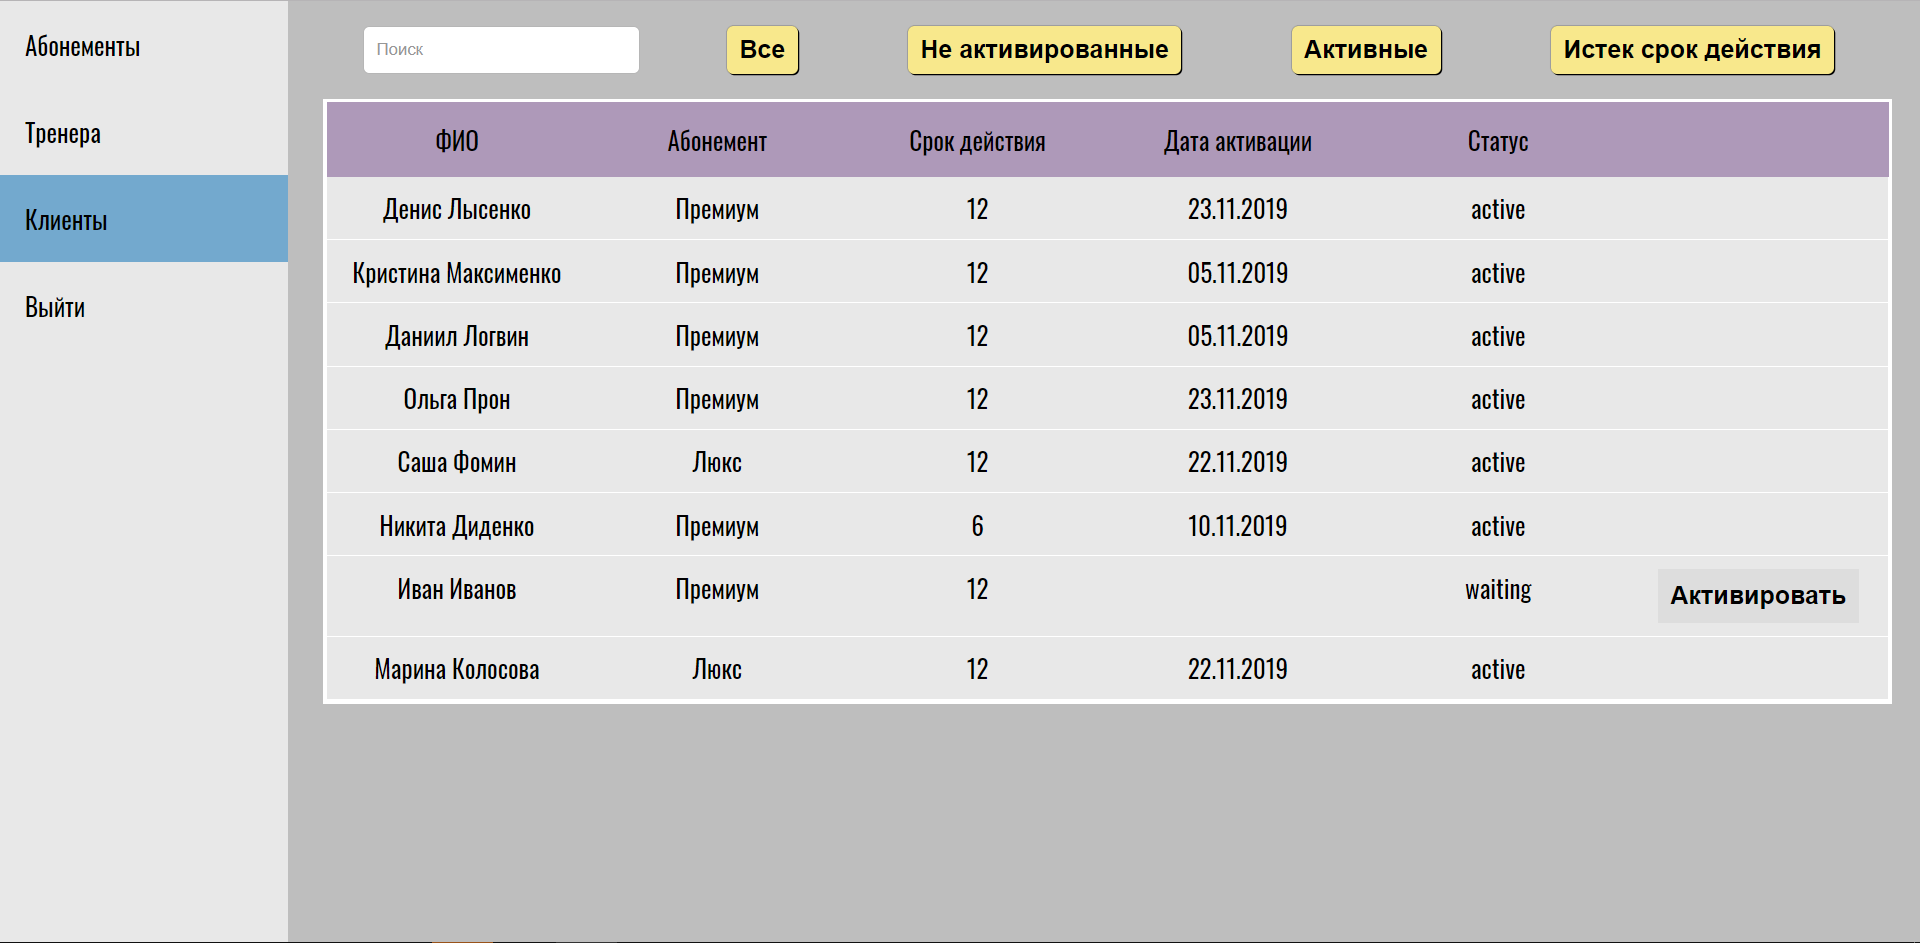 Абонементы
Тренера
Клиенты
Выйти
Поиск Все Не активированные Активные Истек срок действия
ФИО Абонемент Срок действия Дата активации Статус
Денис Лысенко Премиум 12 23.11.2019 active
Кристина Максименко Премиум 12 05.11.2019 active
Даниил Логвин Премиум 12 05.11.2019 active
Ольга Прон Премиум 12 23.11.2019 active
Саша Фомин Люкс 12 22.11.2019 active
Никита Диденко Премиум 6 10.11.2019 active
Иван Иванов Премиум 12 waiting Активировать
Марина Колосова Люкс 12 22.11.2019 active